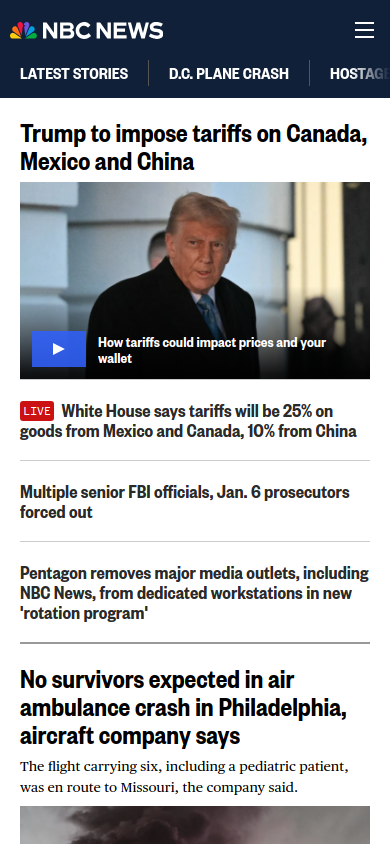 NBC NEWS
LATEST STORIES
D.C. PLANE CRASH
HOSTAG
Trump to impose tariffs on Canada,
Mexico and China
How tariffs could impact prices and your
wallet
LIVE White House says tariffs will be 25% on
goods from Mexico and Canada, 10% from China
Multiple senior FBI officials, Jan. 6 prosecutors
forced out
Pentagon removes major media outlets, including
NBC News, from dedicated workstations in new
'rotation program'
No survivors expected in air
ambulance crash in Philadelphia,
aircraft company says
The flight carrying six, including a pediatric patient,
was en route to Missouri, the company said.